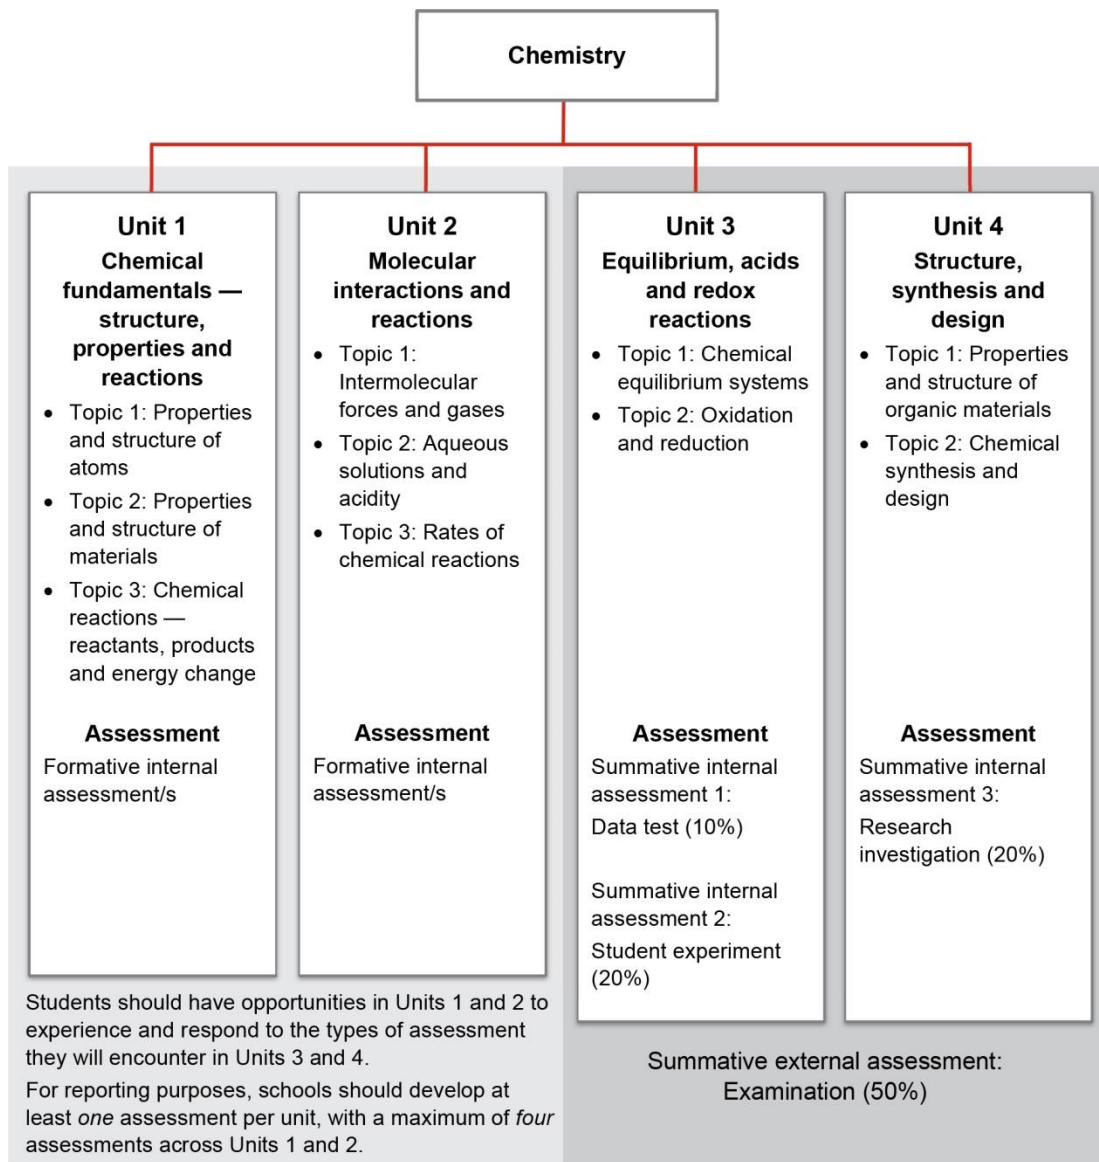 Chemistry
Unit 1
Chemical
fundamentals —
structure,
properties and
reactions
• Topic 1: Properties
and structure of
atoms
• Topic 2: Properties
and structure of
materials
• Topic 3: Chemical
reactions —
reactants, products
and energy change
Assessment
Formative internal
assessment/s
Unit 2
Molecular
interactions and
reactions
• Topic 1:
Intermolecular
forces and gases
• Topic 2: Aqueous
solutions and
acidity
• Topic 3: Rates of
chemical reactions
Assessment
Formative internal
assessment/s
Students should have opportunities in Units 1 and 2 to
experience and respond to the types of assessment
they will encounter in Units 3 and 4.
For reporting purposes, schools should develop at
least one assessment per unit, with a maximum of four
assessments across Units 1 and 2.
Unit 3
Equilibrium, acids
and redox
reactions
• Topic 1: Chemical
equilibrium systems
• Topic 2: Oxidation
and reduction
Assessment
Summative internal
assessment 1:
Data test (10%)
Summative internal
assessment 2:
Student experiment
(20%)
Unit 4
Structure,
synthesis and
design
• Topic 1: Properties
and structure of
organic materials
• Topic 2: Chemical
synthesis and
design
Assessment
Summative internal
assessment 3:
Research
investigation (20%)
Summative external assessment:
Examination (50%)